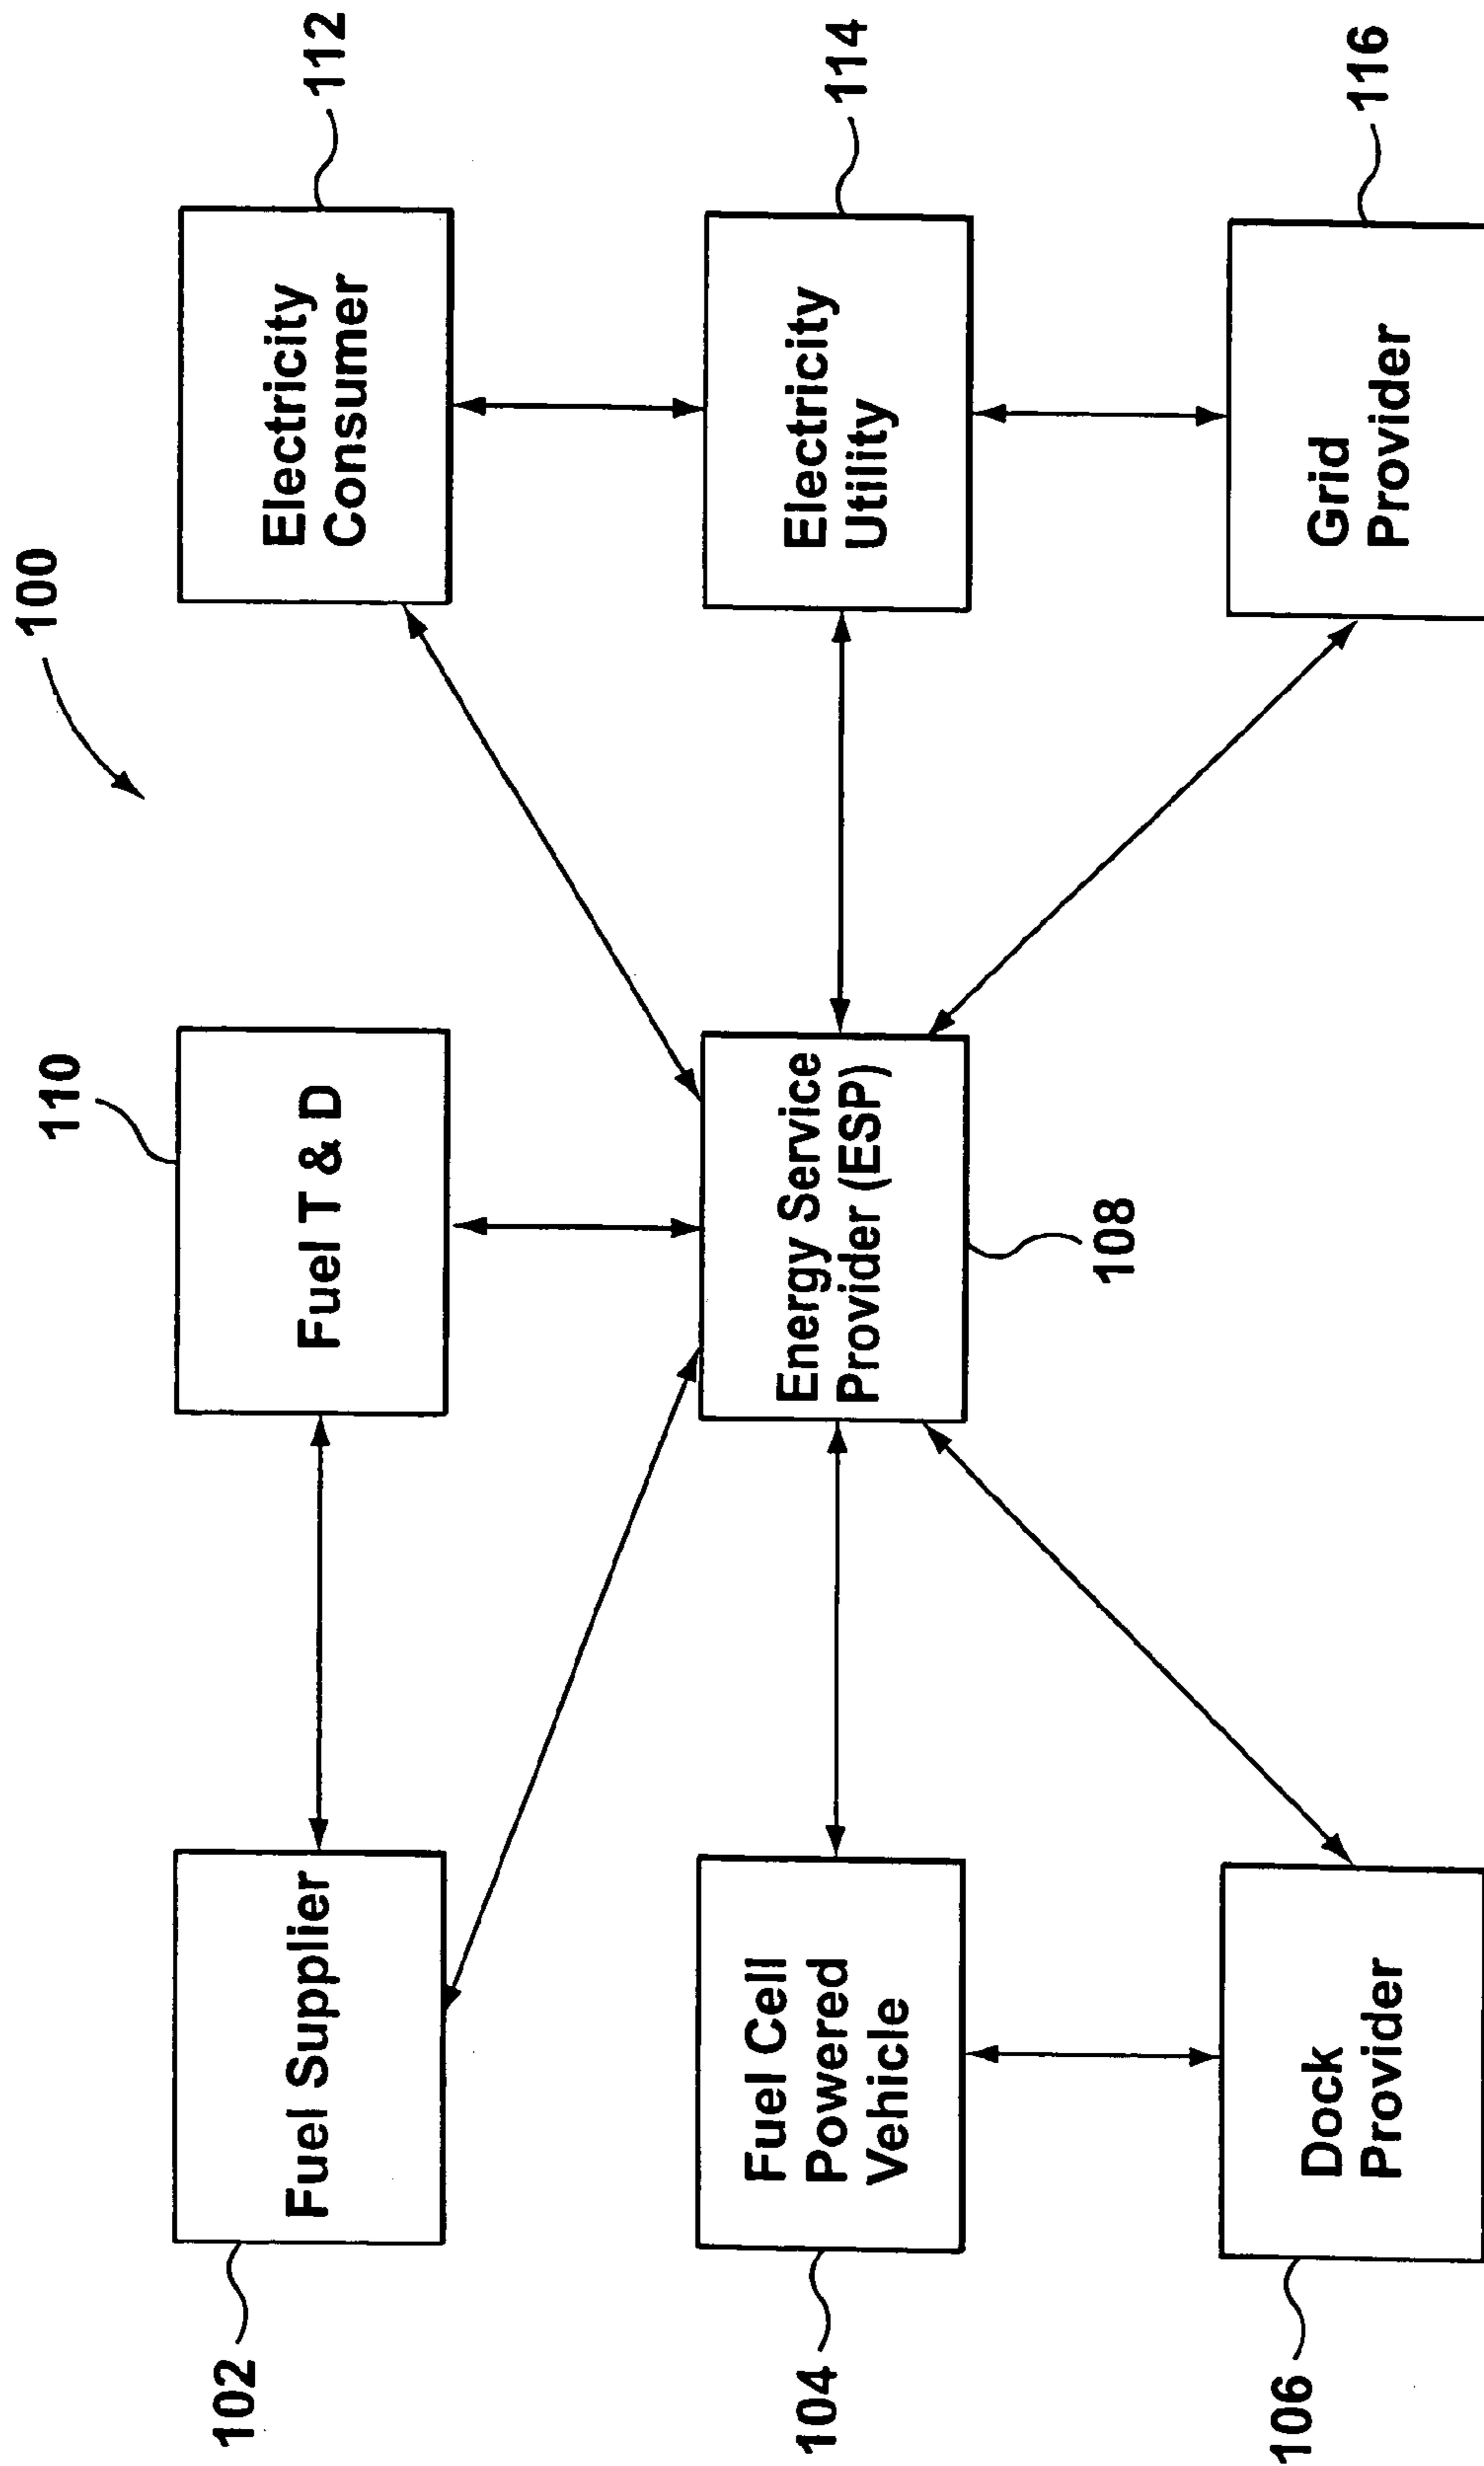 100
110
102
Fuel Supplier
Fuel T & D
Electricity
Consumer
112
104
Fuel Cell
Powered
Vehicle
Energy Service
Provider (ESP)
108
Electricity
Utility
114
106
Dock
Provider
Grid
Provider
116